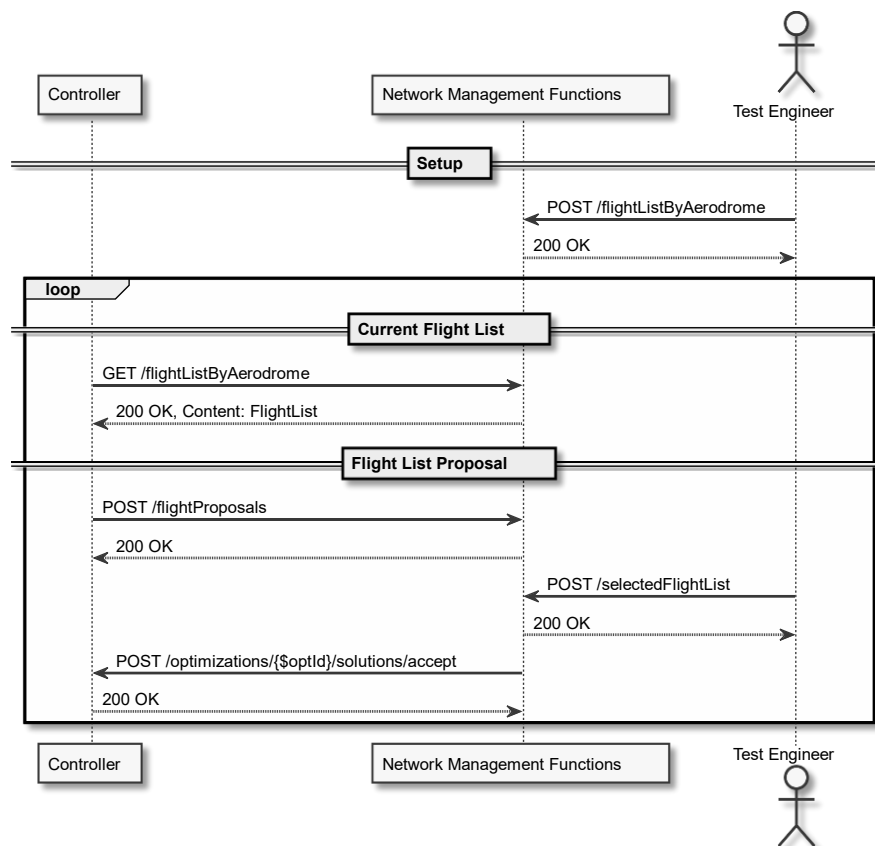 Controller
Network Management Functions
Test Engineer
Setup
POST /flightListByAerodrome
200 OK
loop
Current Flight List
GET /flightListByAerodrome
200 OK, Content: FlightList
Flight List Proposal
POST /flightProposals
200 OK
POST /selectedFlightList
200 OK
POST /optimizations/{$optId}/solutions/accept
200 OK
Controller
Network Management Functions
Test Engineer